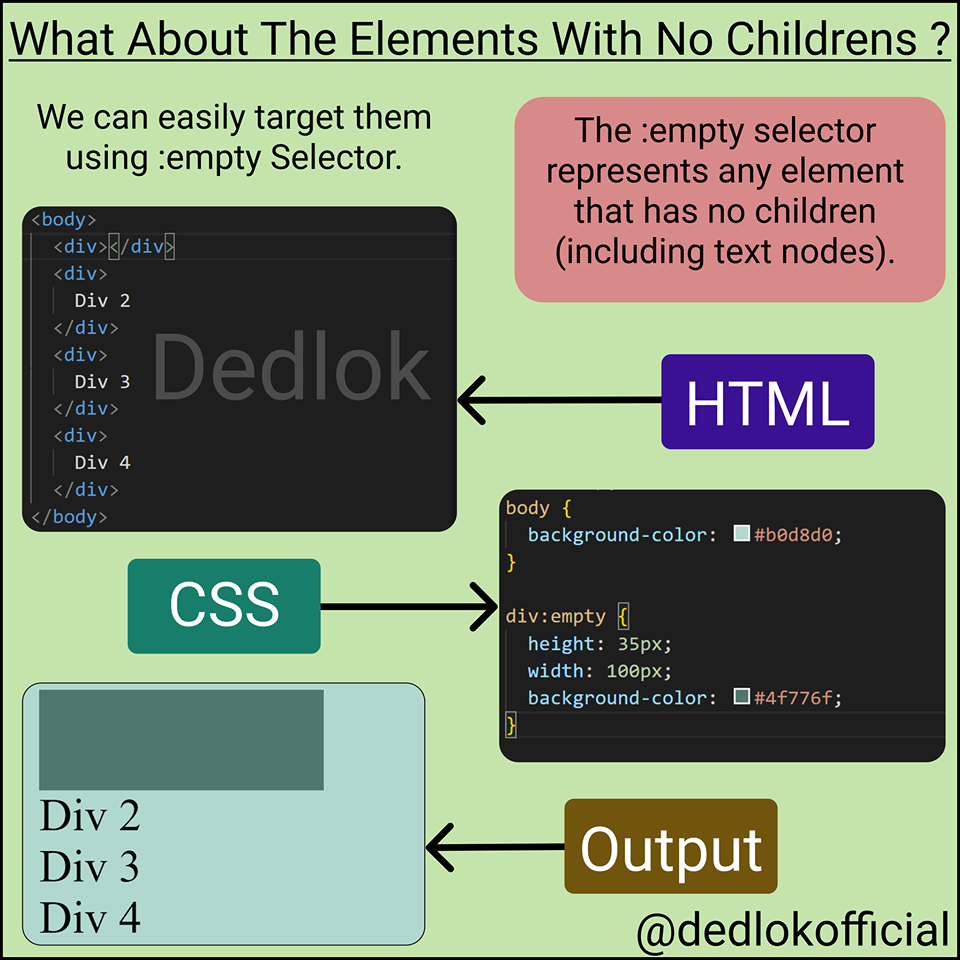 What About The Elements With No Childrens ?
We can easily target them
using :empty Selector.
The :empty selector
represents any element
that has no children
(including text nodes).
<body>
<div></div>
<div>
Div 2
</div>
<div>
Div 3
</div>
<div>
Div 4
</div>
</body>
Dedlok
HTML
body {
background-color: #b0d8d0;
}
div:empty {
height: 35px;
width: 100px;
background-color: #4f776f;
}
CSS
Div 2
Div 3
Div 4
Output
@dedlokofficial